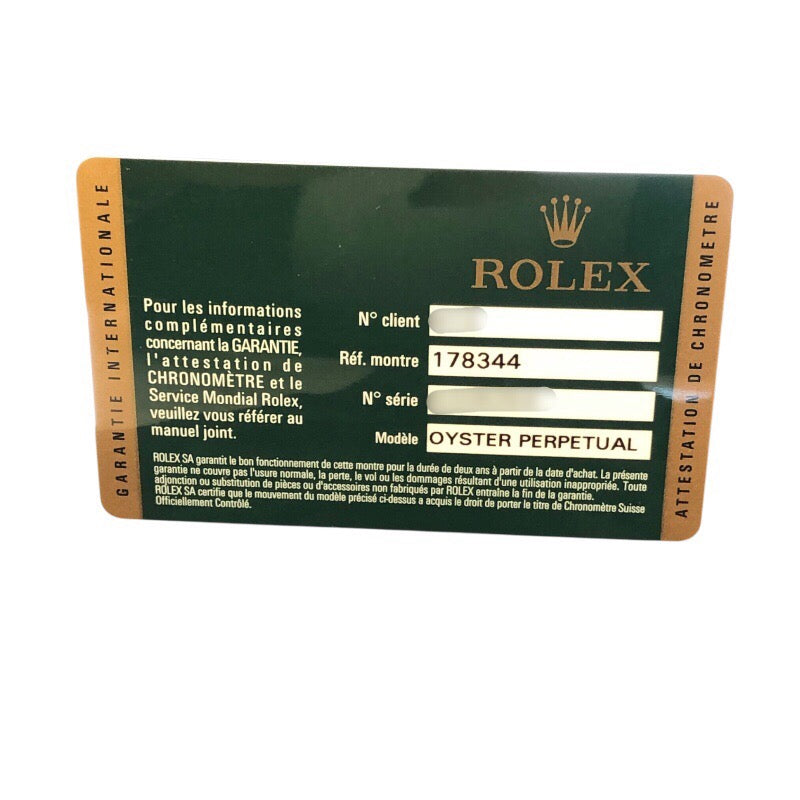 GARANTIE INTERNATIONALE
ROLEX
Pour les informations
complémentaires
concernant la GARANTIE,
l'attestation de
CHRONOMÈTRE et le
Service Mondial Rolex,
veuillez vous référer au
manuel joint.
N° client
Réf. montre 178344
N° série
Modèle OYSTER PERPETUAL
ROLEX SA garantit le bon fonctionnement de cette montre pour la durée de deux ans à partir de la date d'achat. La présente
garantie ne couvre pas l'usure normale, la perte, le vol ou les dommages résultant d'une utilisation inappropriée. Toute
adjonction ou substitution de pièces ou d'accessoires non fabriqués par ROLEX entraîne la fin de la garantie.
ROLEX SA certifie que le mouvement du modèle précisé ci-dessus a acquis le droit de porter le titre de Chronomètre Suisse
Officiellement Contrôlé.
ATTESTATION DE CHRONOMETRE